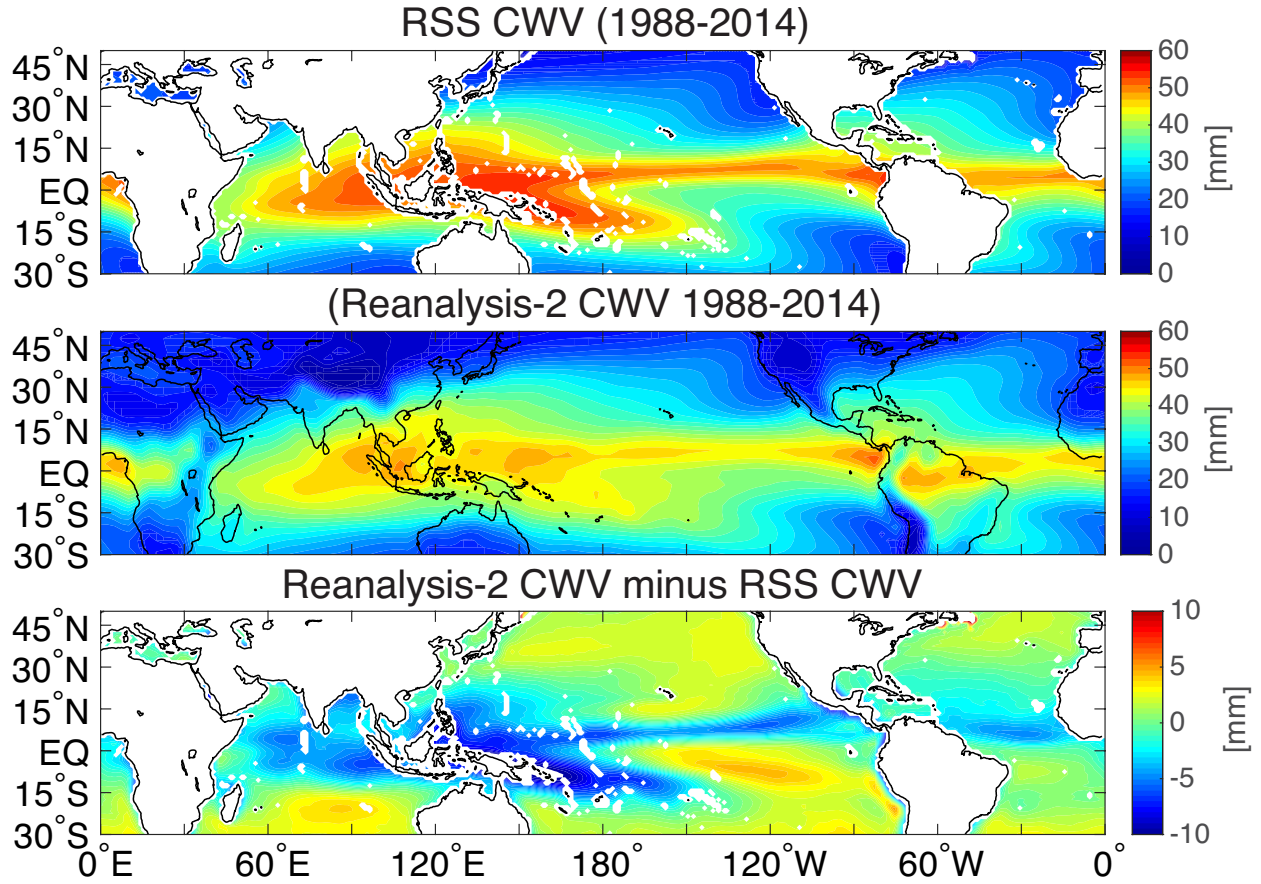 RSS CWV (1988-2014)
45°N
30°N
15°N
EQ
15°S
30°S
60
50
40
30
20
10
0
[mm]
(Reanalysis-2 CWV 1988-2014)
45°N
30°N
15°N
EQ
15°S
30°S
60
50
40
30
20
10
0
[mm]
Reanalysis-2 CWV minus RSS CWV
45°N
30°N
15°N
EQ
15°S
30°S
10
5
0
-5
-10
[mm]
0°E 60°E 120°E 180° 120°W 60°W 0°